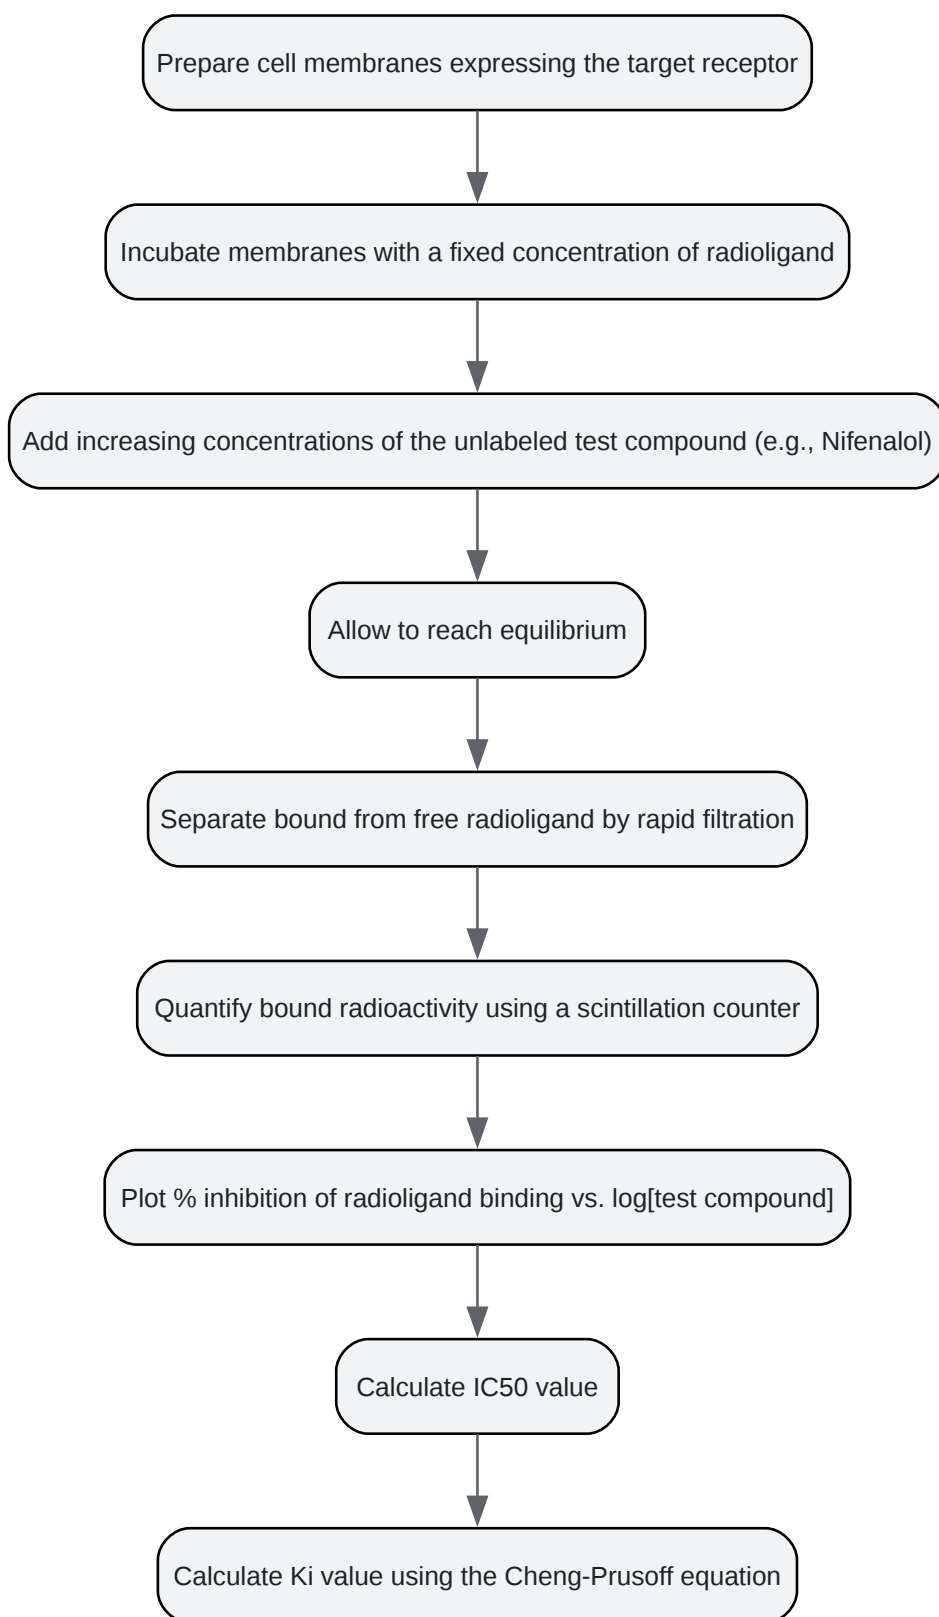 Prepare cell membranes expressing the target receptor
Incubate membranes with a fixed concentration of radioligand
Add increasing concentrations of the unlabeled test compound (e.g., Nifenalol)
Allow to reach equilibrium
Separate bound from free radioligand by rapid filtration
Quantify bound radioactivity using a scintillation counter
Plot % inhibition of radioligand binding vs. log[test compound]
Calculate IC50 value
Calculate Ki value using the Cheng-Prusoff equation